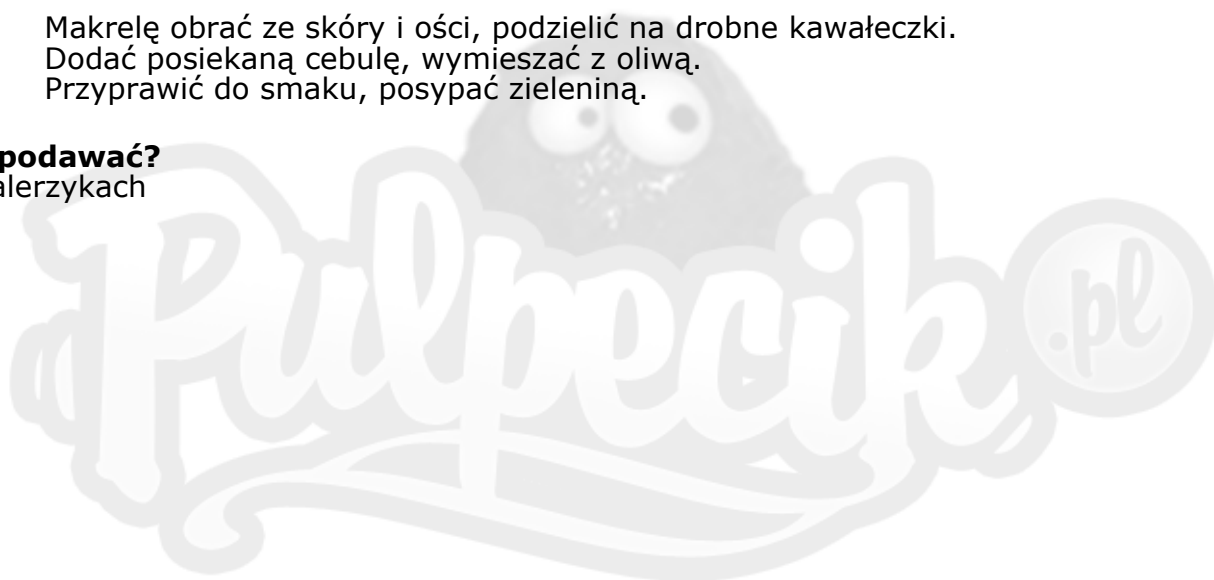 Makrelę obrać ze skóry i ości, podzielić na drobne kawałeczki.
Dodać posiekaną cebulę, wymieszać z oliwą.
Przyprawić do smaku, posypać zieleniną.
podawać?
alerzykach
Pulpecik.pl